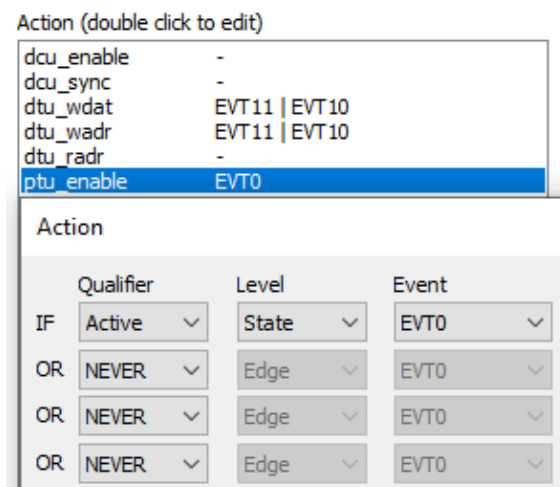 Action (double click to edit)
dcu_enable -
dcu_sync -
dtu_wdat EVT11 | EVT10
dtu_wadr EVT11 | EVT10
dtu_radr -
ptu_enable EVT0
Action
Qualifier Level Event
IF Active State EVT0
OR NEVER Edge EVT0
OR NEVER Edge EVT0
OR NEVER Edge EVT0